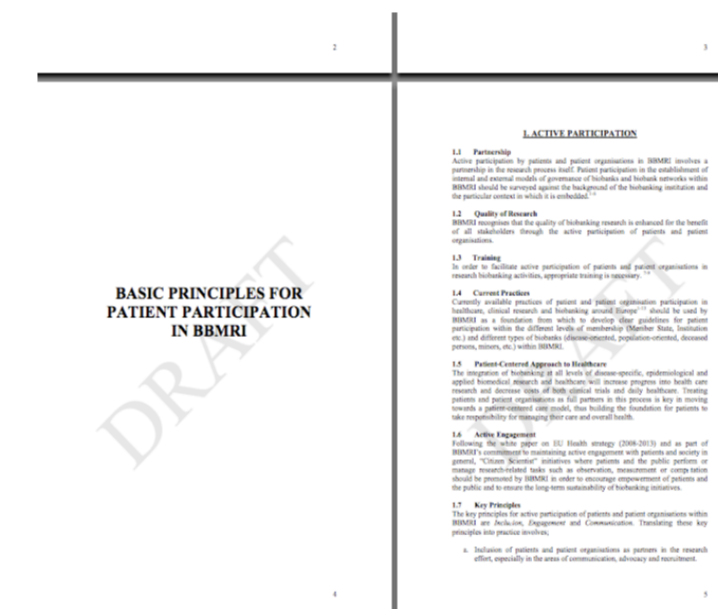 2
3
BASIC PRINCIPLES FOR
PATIENT PARTICIPATION
IN BBMRI
DRAFT
4
1. ACTIVE PARTICIPATION
1.1 Partnership
Active participation by patients and patient organisations in BBMRI involves a
partnership in the research process itself. Patient participation in the establishment of
internal and external models of governance of biobanks and biobank networks within
BBMRI should be surveyed against the background of the biobanking institution and
the particular context in which it is embedded.
1.2 Quality of Research
BBMRI recognises that the quality of biobanking research is enhanced for the benefit
of all stakeholders through the active participation of patients and patient
organisations.
1.3 Training
In order to facilitate active participation of patients and patient organisations in
research biobanking activities, appropriate training is necessary.
1.4 Current Practices
Currently available practices of patient and patient organisation participation in
healthcare, clinical research and biobanking around Europe should be used by
BBMRI as a foundation from which to develop clear guidelines for patient
participation within the different levels of membership (Member State, Institution
etc.) and different types of biobanks (disease-oriented, population-oriented, deceased
persons, minors, etc.) within BBMRI.
1.5 Patient-Centered Approach to Healthcare
The integration of biobanking at all levels of disease-specific, epidemiological and
applied biomedical research and healthcare will increase progress into health care
research and decrease costs of both clinical trials and daily healthcare. Treating
patients and patient organisations as full partners in this process is key in moving
towards a patient-centered care model, thus building the foundation for patients to
take responsibility for managing their care and overall health.
1.6 Active Engagement
Following the white paper on EU Health strategy (2008-2013) and as part of
BBMRI's commitment to maintaining active engagement with patients and society in
general, "Citizen Scientist" initiatives where patients and the public perform or
manage research-related tasks such as observation, measurement or computation
should be promoted by BBMRI in order to encourage empowerment of patients and
the public and to ensure the long-term sustainability of biobanking initiatives.
1.7 Key Principles
The key principles for active participation of patients and patient organisations within
BBMRI are Inclusion, Engagement and Communication. Translating these key
principles into practice involves;
a. Inclusion of patients and patient organisations as partners in the research
effort, especially in the areas of communication, advocacy and recruitment.
DRAFT
5